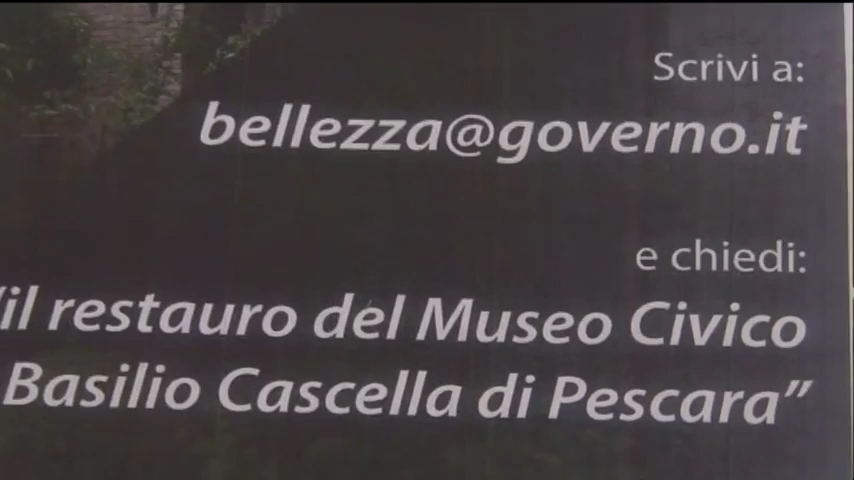 Scrivi a:
bellezza@governo.it
e chiedi:
“il restauro del Museo Civico
Basilio Cascella di Pescara”